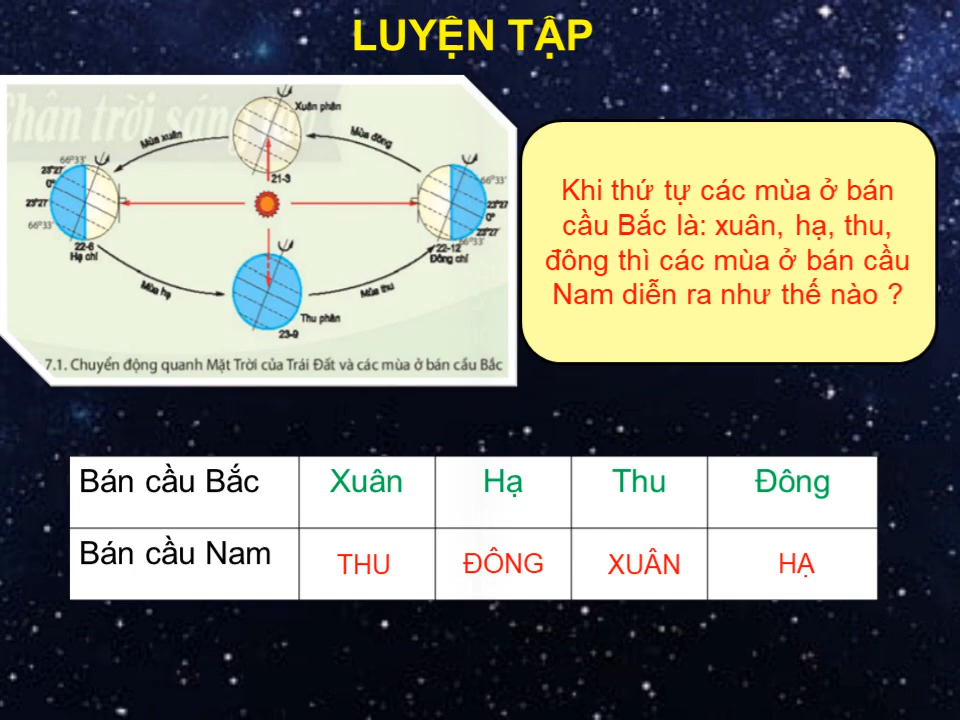 LUYỆN TẬP
Chân trời sáng
Xuân phân
Mùa xuân
Mùa đông
21-3
66°33'
23°27'
0°
23°27'
66°33'
22-6
Hạ chí
66°33'
23°27'
0°
23°27'
66°33'
22-12
Đông chí
Mùa hạ
Mùa thu
Thu phân
23-9
7.1. Chuyển động quanh Mặt Trời của Trái Đất và các mùa ở bán cầu Bắc
Khi thứ tự các mùa ở bán
cầu Bắc là: xuân, hạ, thu,
đông thì các mùa ở bán cầu
Nam diễn ra như thế nào ?
Bán cầu Bắc Xuân Hạ Thu Đông
Bán cầu Nam THU ĐÔNG XUÂN HẠ